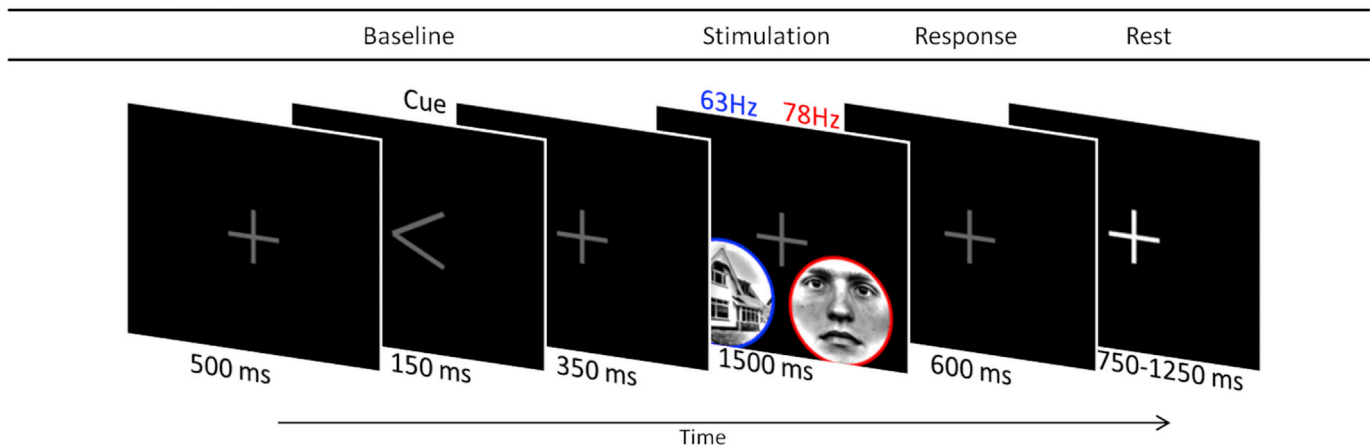 Baseline Stimulation Response Rest
Cue 63Hz 78Hz
500 ms 150 ms 350 ms 1500 ms 600 ms 750-1250 ms
Time